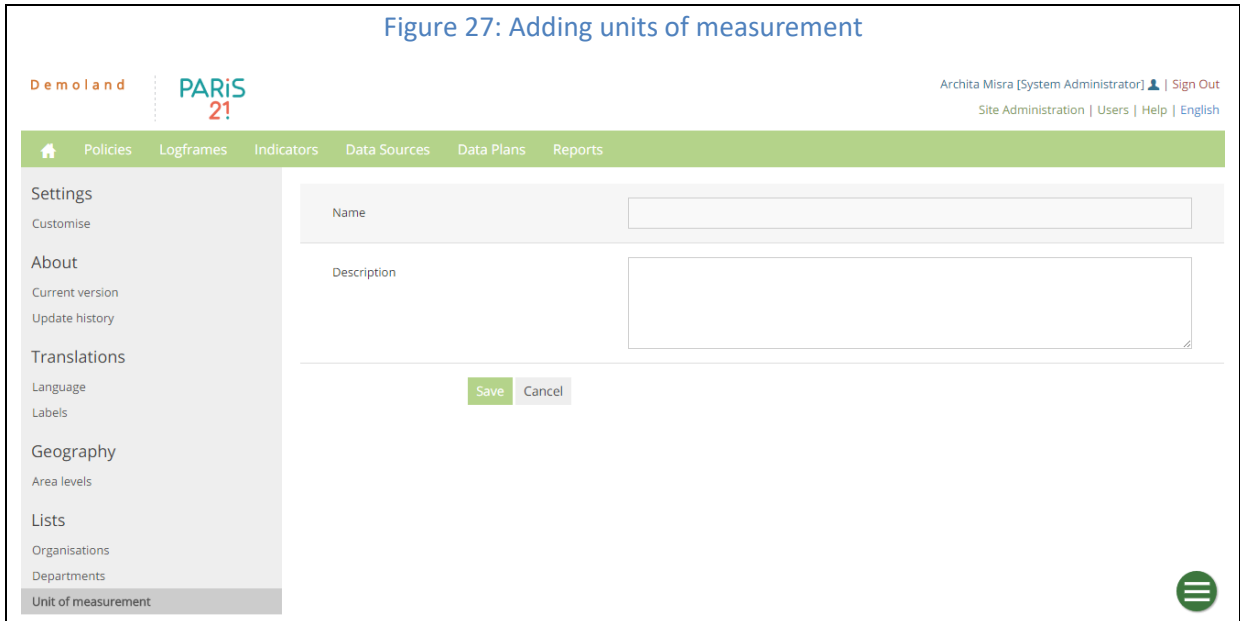 Figure 27: Adding units of measurement
Demoland
PARiS
21
Archita Misra [System Administrator] | Sign Out
Site Administration | Users | Help | English
Policies Logframes Indicators Data Sources Data Plans Reports
Settings
Customise
About
Current version
Update history
Translations
Language
Labels
Geography
Area levels
Lists
Organisations
Departments
Unit of measurement
Name
Description
Save Cancel